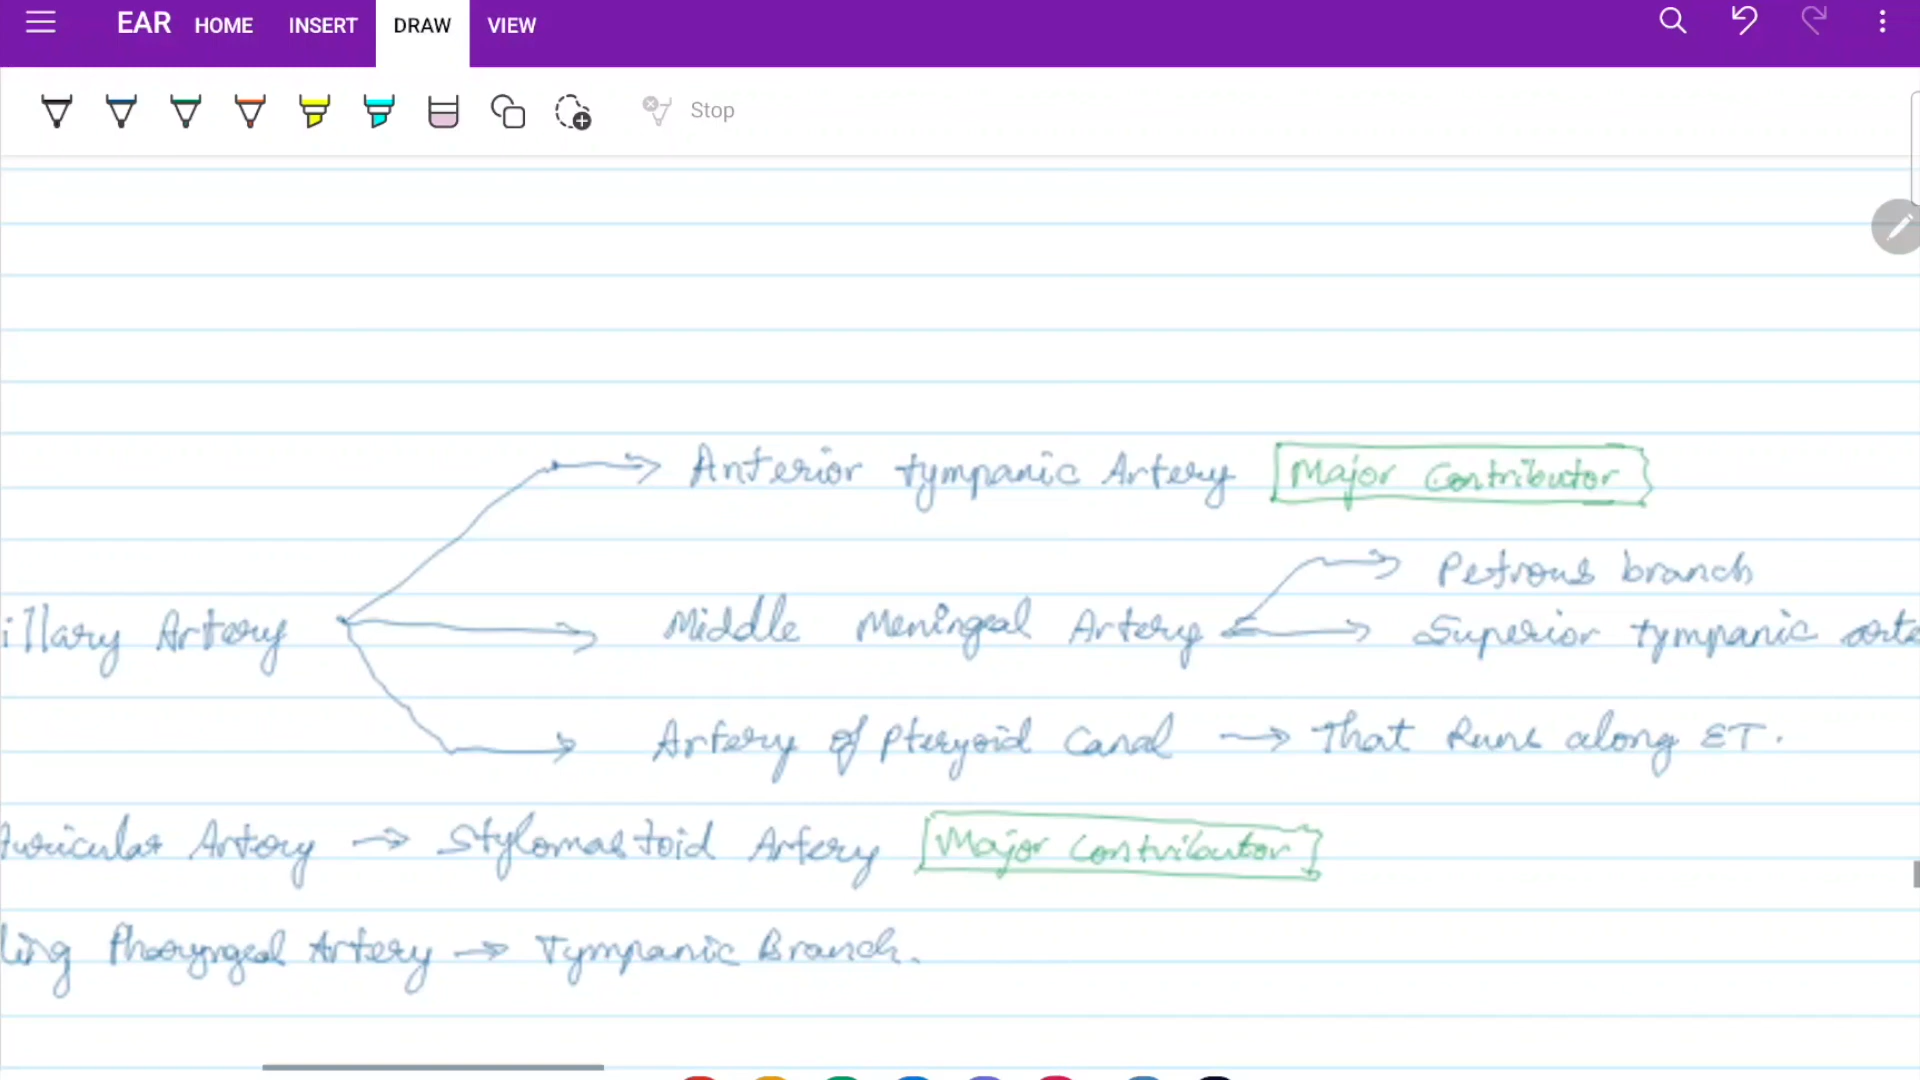 EAR HOME INSERT DRAW VIEW
Stop
Anterior tympanic Artery Major Contributor
Petrous branch
illary Artery Middle Meningeal Artery Superior tympanic arte
Artery of Pterygoid Canal → That Runs along ET.
Auricular Artery → Stylomastoid Artery Major Contributor
ding Pharyngeal Artery → Tympanic Branch.